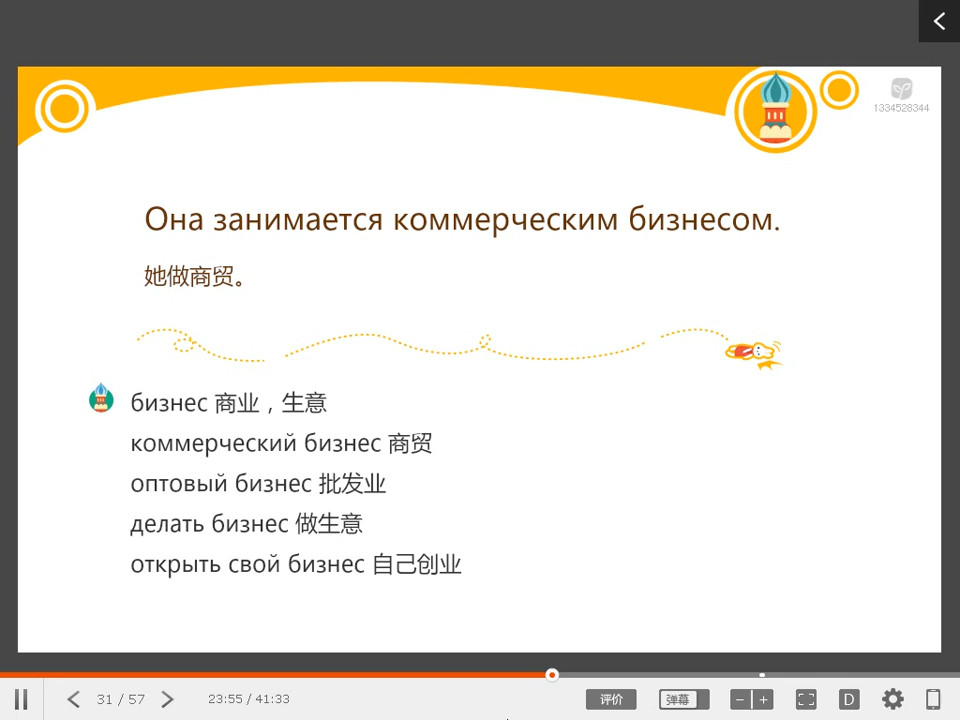 1334528344
Она занимается коммерческим бизнесом.
她做商贸。
бизнес 商业，生意
коммерческий бизнес 商贸
оптовый бизнес 批发业
делать бизнес 做生意
открыть свой бизнес 自己创业
31 / 57
23:55 / 41:33
评价
弹幕
D